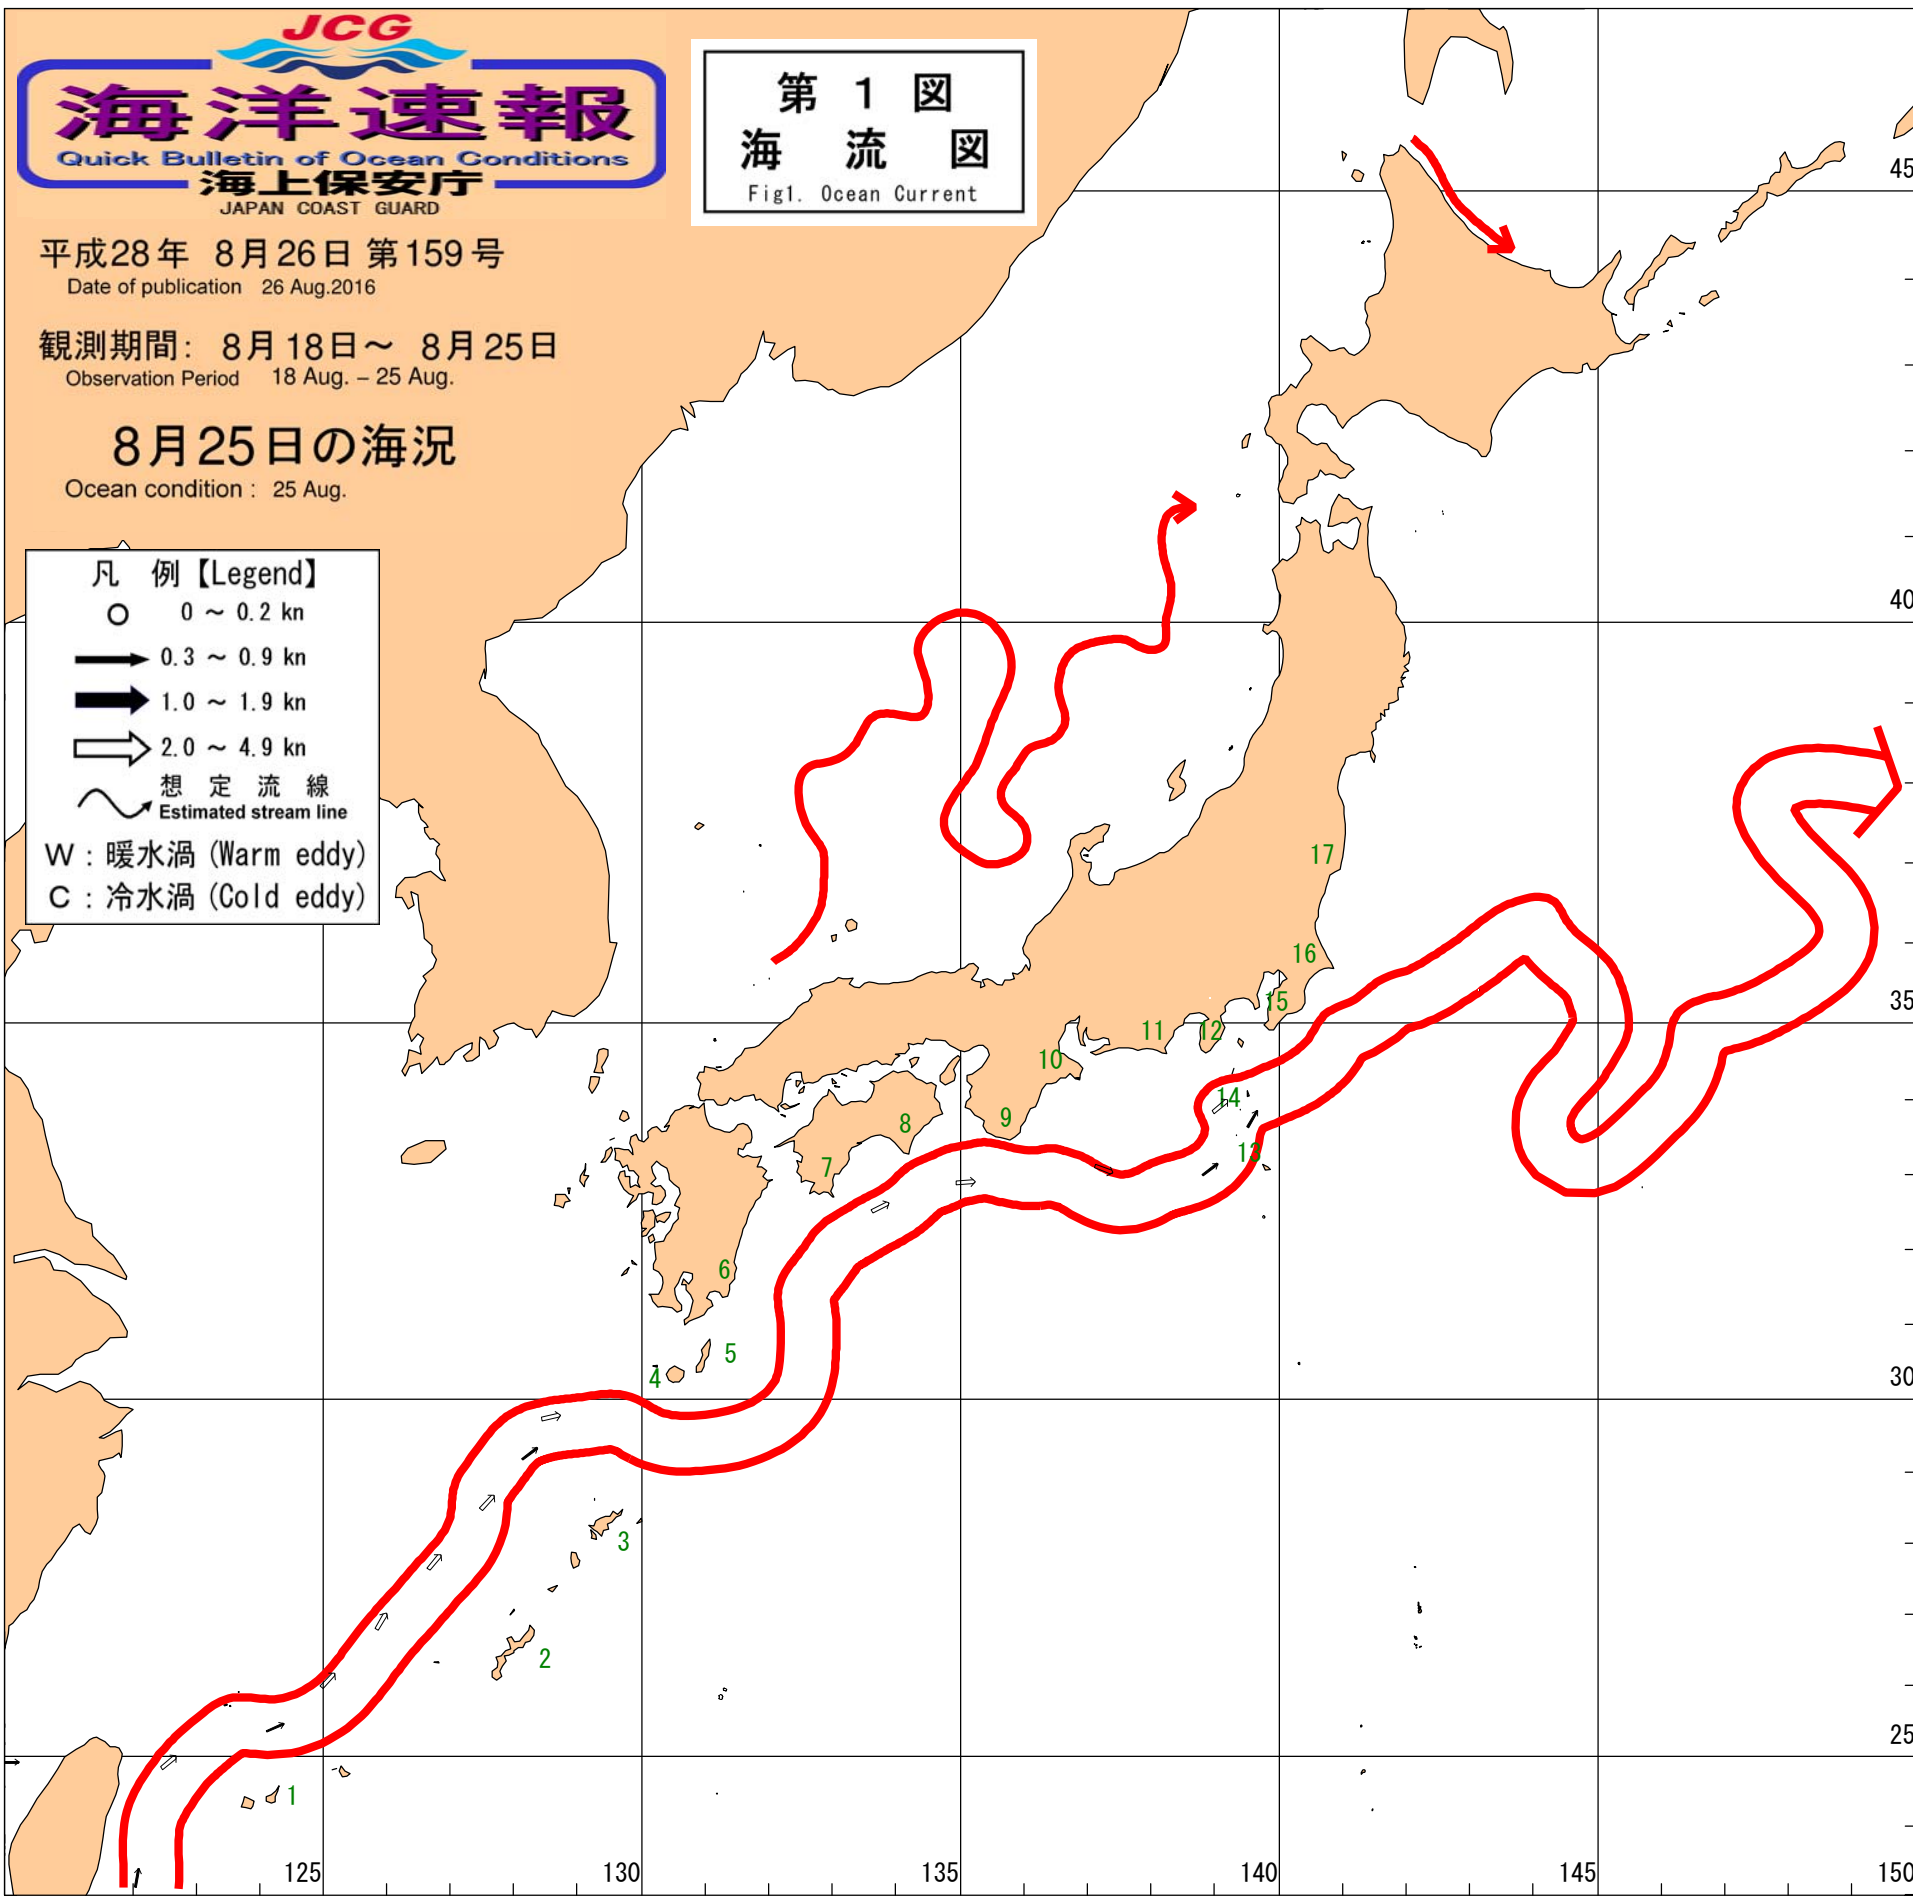 JCG
海洋速報
Quick Bulletin of Ocean Conditions
海上保安庁
JAPAN COAST GUARD
平成28年 8月26日 第159号
Date of publication 26 Aug.2016
観測期間: 8月18日～ 8月25日
Observation Period 18 Aug. – 25 Aug.
8月25日の海況
Ocean condition : 25 Aug.
第 1 図
海 流 図
Fig1. Ocean Current
凡 例【Legend】
0 ～ 0.2 kn
0.3 ～ 0.9 kn
1.0 ～ 1.9 kn
2.0 ～ 4.9 kn
想 定 流 線
Estimated stream line
W : 暖水渦 (Warm eddy)
C : 冷水渦 (Cold eddy)
45
40
17
16
35
15
12
11
10
14
9
8
13
7
6
5
4
30
3
2
25
1
125
130
135
140
145
150